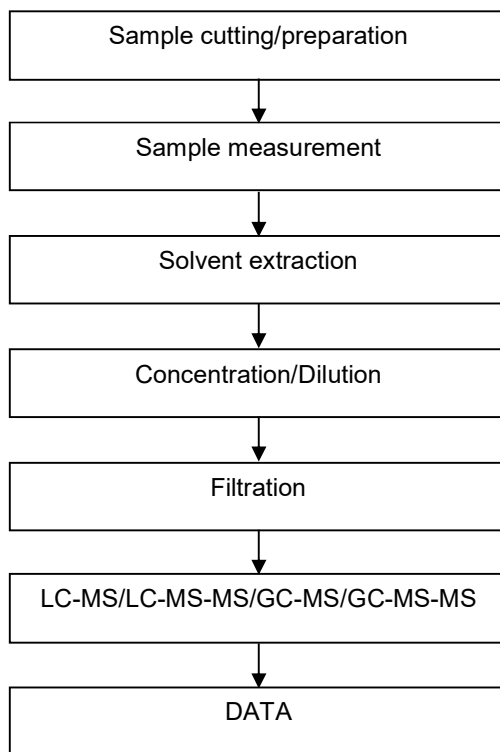 Sample cutting/preparation
Sample measurement
Solvent extraction
Concentration/Dilution
Filtration
LC-MS/LC-MS-MS/GC-MS/GC-MS-MS
DATA